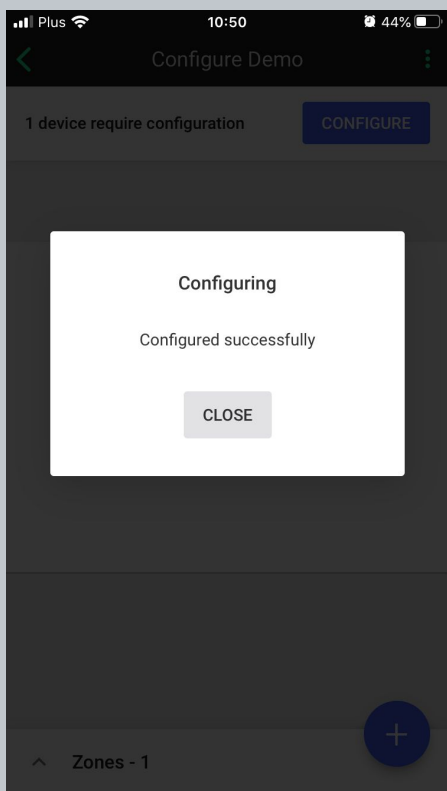 Plus
10:50
44%
Configure Demo
1 device require configuration
CONFIGURE
Configuring
Configured successfully
CLOSE
Zones - 1